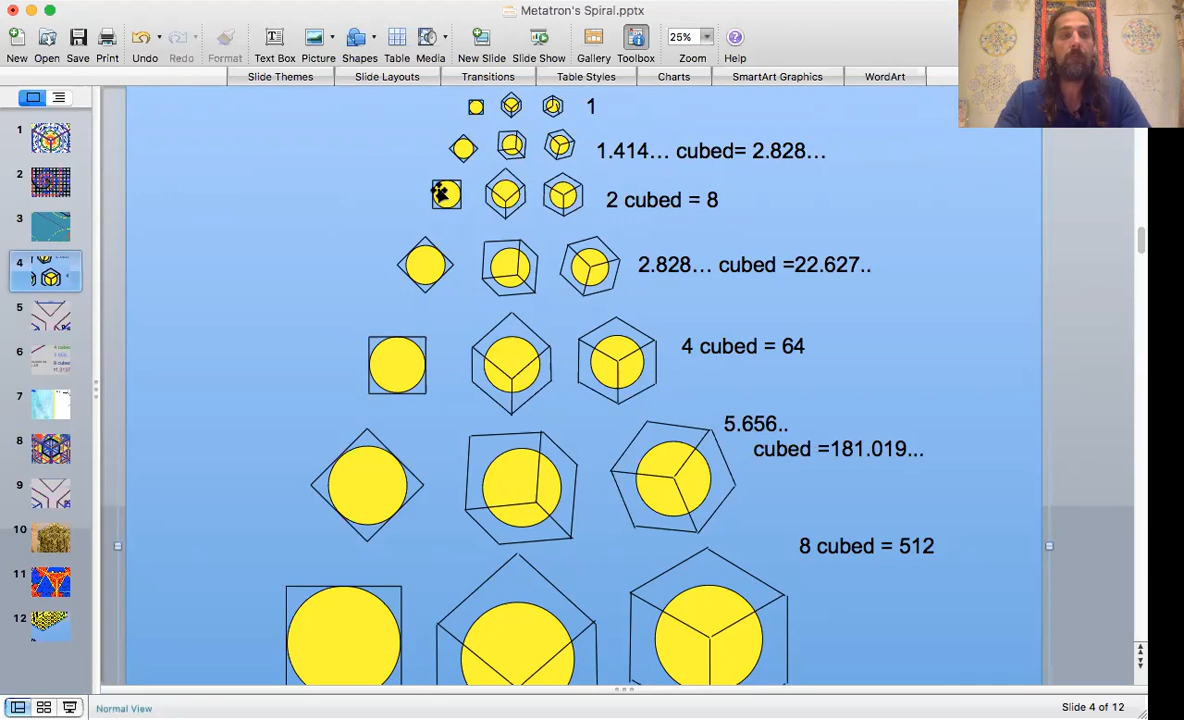 Metatron's Spiral.pptx
New Open Save Print Undo Redo Format Text Box Picture Shapes Table Media New Slide Slide Show Gallery Toolbox Zoom Help
25%
Slide Themes Slide Layouts Transitions Table Styles Charts SmartArt Graphics WordArt
1
2
3
4
5
6
7
8
9
10
11
12
1
1.414... cubed= 2.828...
2 cubed = 8
2.828... cubed =22.627..
4 cubed = 64
5.656..
cubed =181.019...
8 cubed = 512
Normal View
Slide 4 of 12